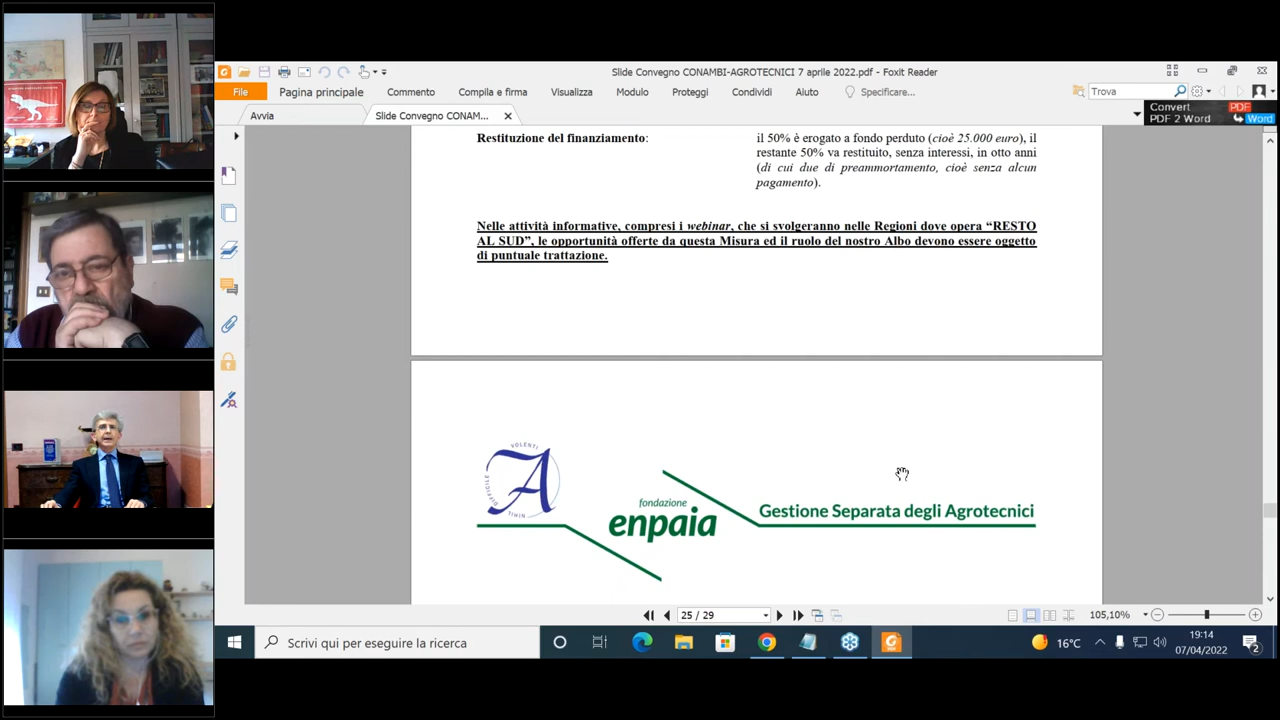 Slide Convegno CONAMBI-AGROTECNICI 7 aprile 2022.pdf - Foxit Reader
File Pagina principale Commento Compila e firma Visualizza Modulo Proteggi Condividi Aiuto Specificare... Trova
Avvia Slide Convegno CONAM...
Convert PDF
PDF 2 Word Word
Restituzione del finanziamento: il 50% è erogato a fondo perduto (cioè 25.000 euro), il
restante 50% va restituito, senza interessi, in otto anni
(di cui due di preammortamento, cioè senza alcun
pagamento).
Nelle attività informative, compresi i webinar, che si svolgeranno nelle Regioni dove opera “RESTO
AL SUD”, le opportunità offerte da questa Misura ed il ruolo del nostro Albo devono essere oggetto
di puntuale trattazione.
VOLENTI
NIHIL
DIFFICILE
A
fondazione
enpaia
Gestione Separata degli Agrotecnici
25 / 29
105,10%
Scrivi qui per eseguire la ricerca
16°C
19:14
07/04/2022
2